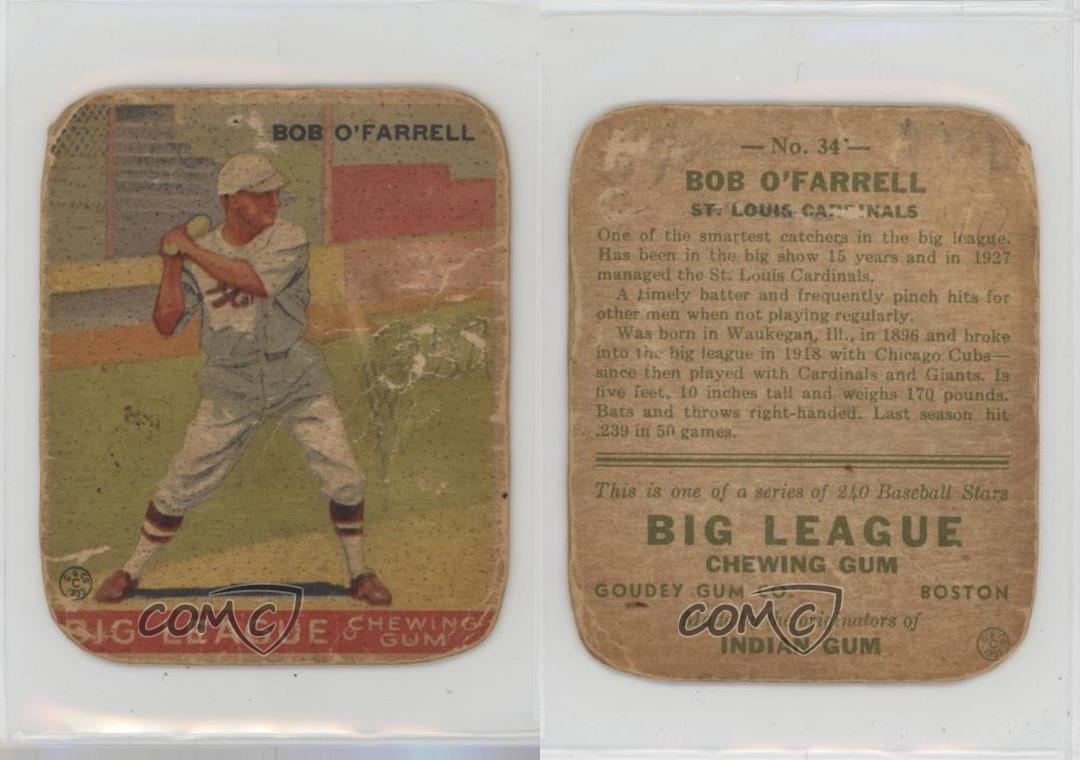 BOB O'FARRELL
BIG LEAGUE CHEWING GUM
COMC
— No. 34 —
BOB O'FARRELL
ST. LOUIS CARDINALS
One of the smartest catchers in the big league.
Has been in the big show 15 years and in 1927
managed the St. Louis Cardinals.
A timely batter and frequently pinch hits for
other men when not playing regularly.
Was born in Waukegan, Ill., in 1896 and broke
into the big league in 1918 with Chicago Cubs—
since then played with Cardinals and Giants. Is
five feet, 10 inches tall and weighs 170 pounds.
Bats and throws right-handed. Last season hit
.239 in 50 games.
This is one of a series of 240 Baseball Stars
BIG LEAGUE
CHEWING GUM
GOUDEY GUM CO. BOSTON
originators of
INDIAN GUM
COMC